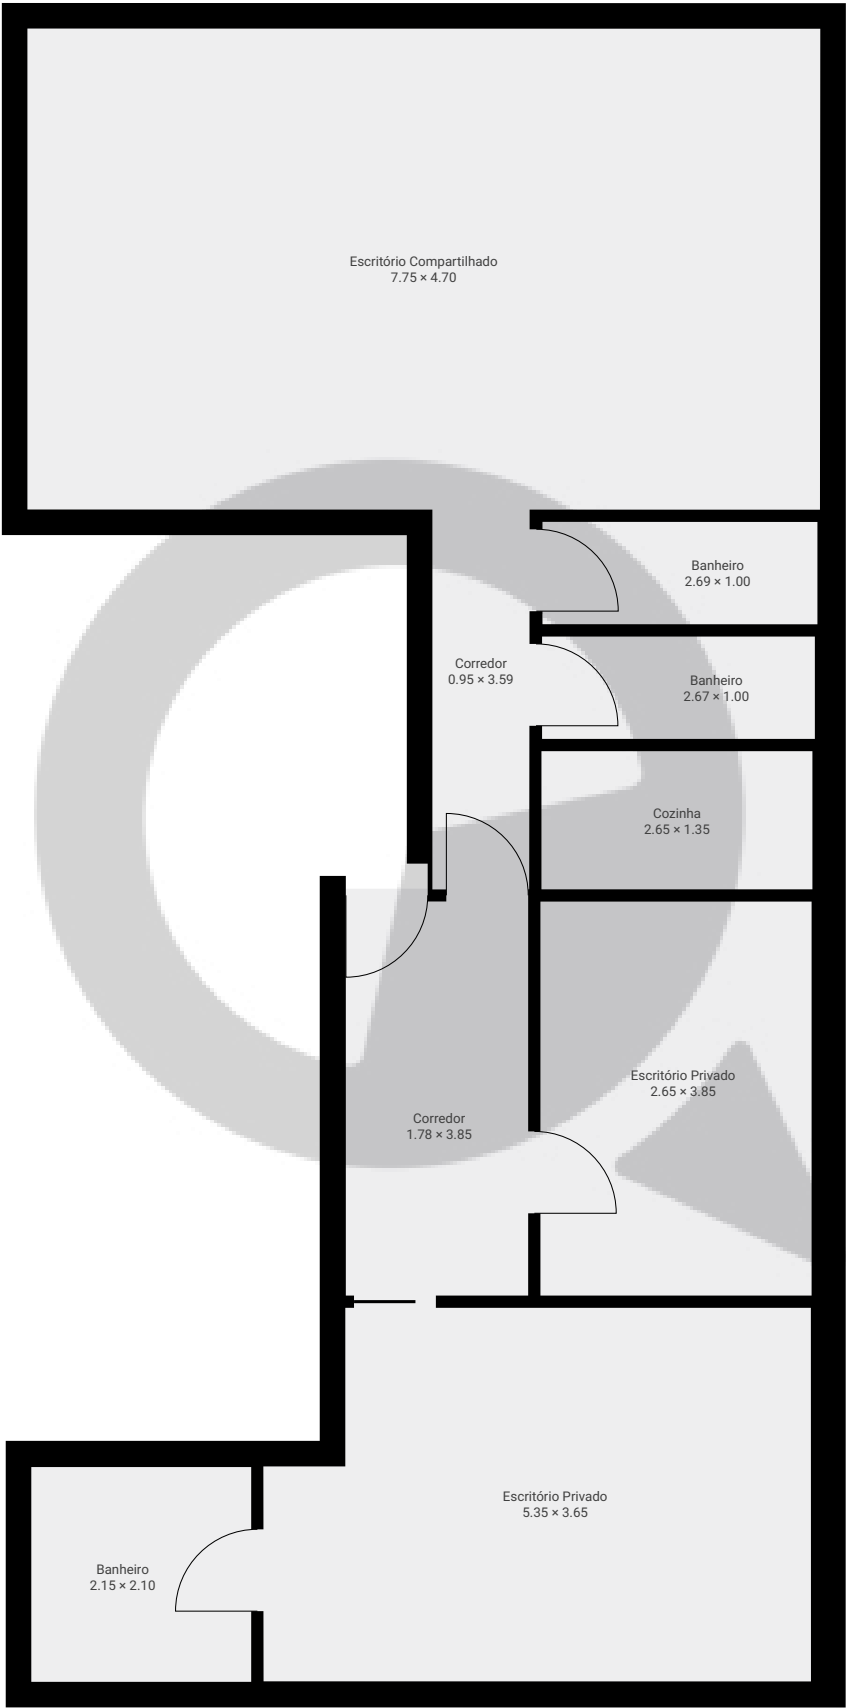 Escritório Compartilhado
7.75 × 4.70
Banheiro
2.69 × 1.00
Corredor
0.95 × 3.59
Banheiro
2.67 × 1.00
Cozinha
2.65 × 1.35
Escritório Privado
2.65 × 3.85
Corredor
1.78 × 3.85
Escritório Privado
5.35 × 3.65
Banheiro
2.15 × 2.10